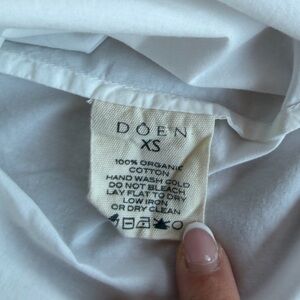 DÔEN
XS
100% ORGANIC
COTTON
HAND WASH COLD
DO NOT BLEACH
LAY FLAT TO DRY
LOW IRON
OR DRY CLEAN